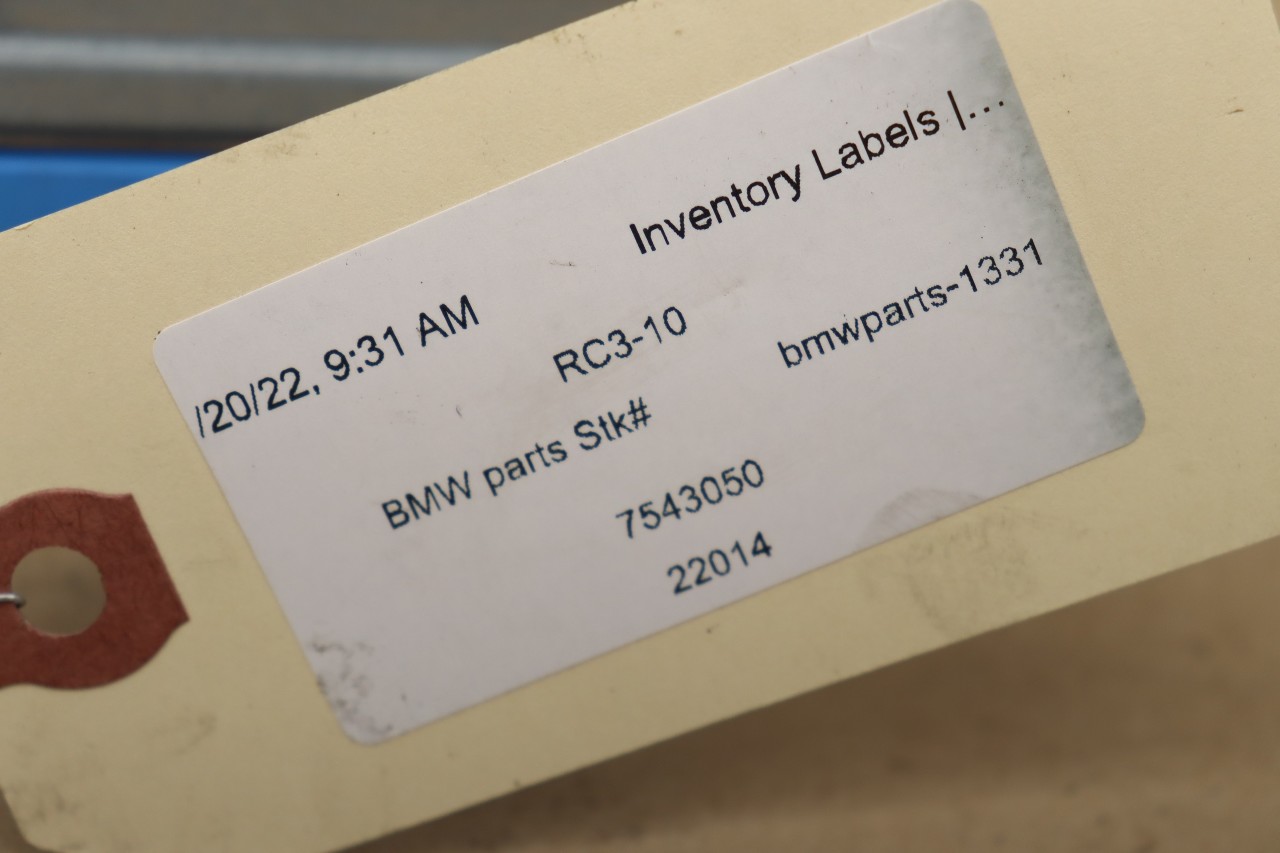 /20/22, 9:31 AM Inventory Labels |...
RC3-10 bmwparts-1331
BMW parts Stk#
7543050
22014